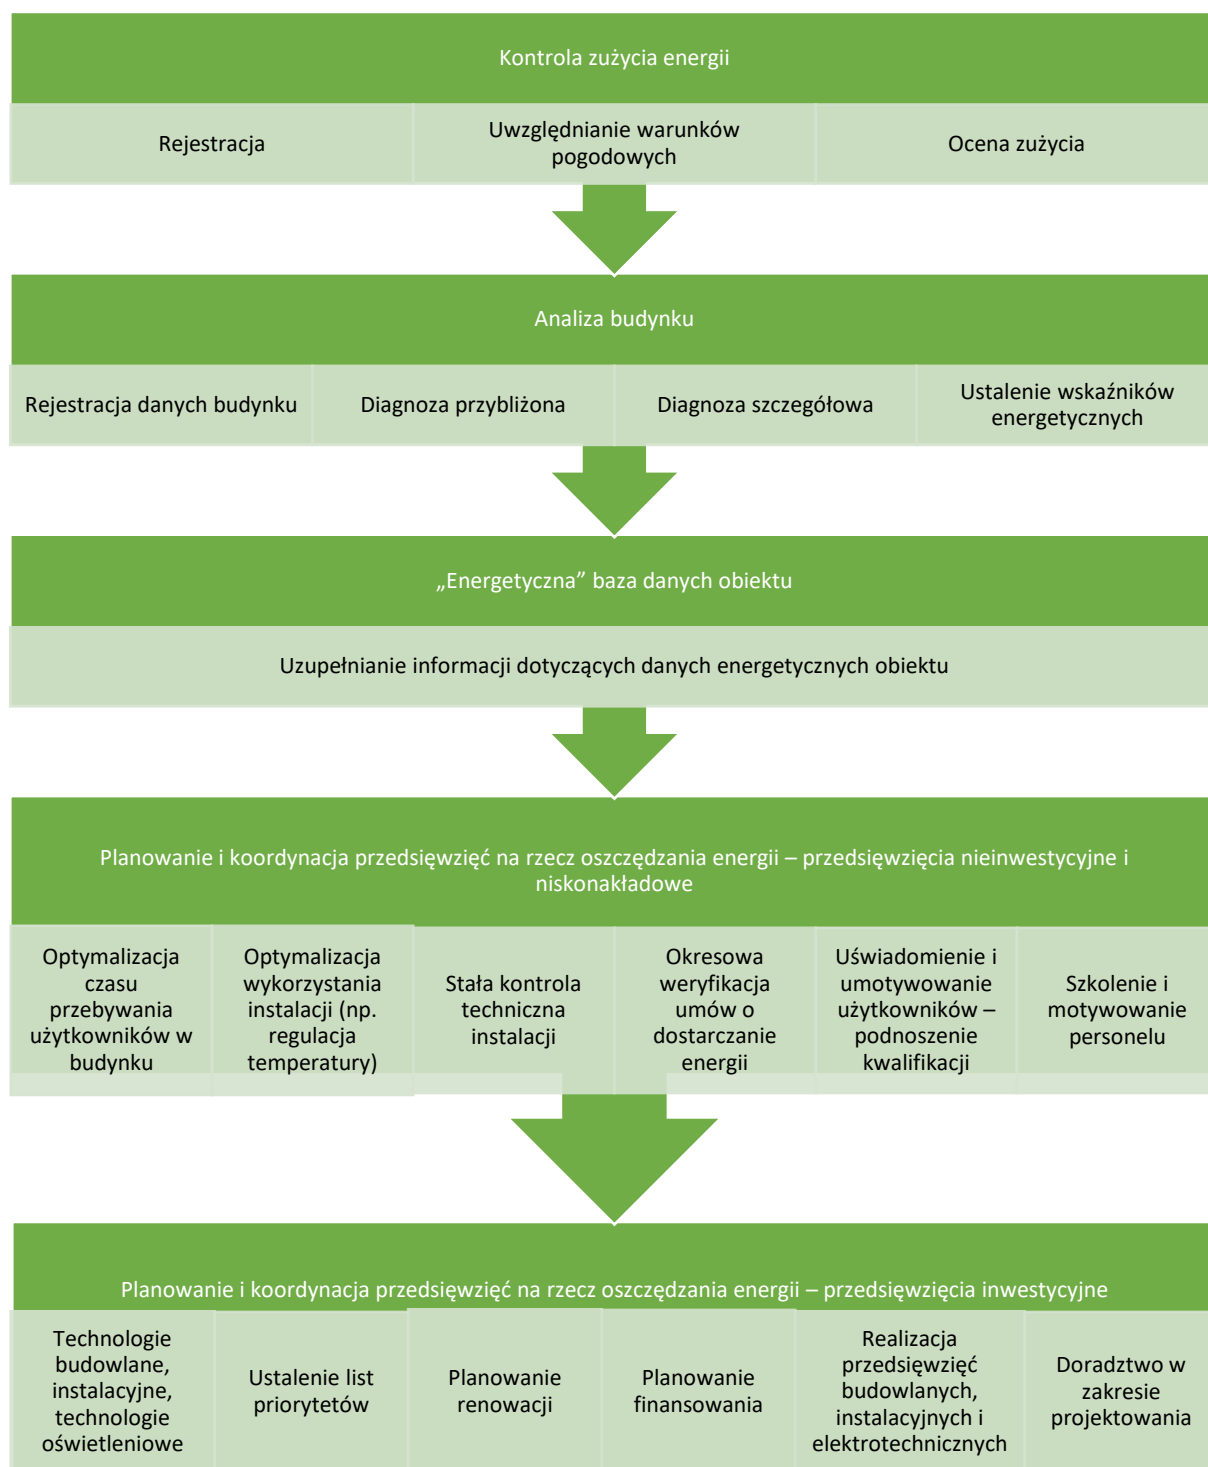 Kontrola zużycia energii
Rejestracja
Uwzględnianie warunków
pogodowych
Ocena zużycia
Analiza budynku
Rejestracja danych budynku
Diagnoza przybliżona
Diagnoza szczegółowa
Ustalenie wskaźników
energetycznych
„Energetyczna” baza danych obiektu
Uzupełnianie informacji dotyczących danych energetycznych obiektu
Planowanie i koordynacja przedsięwzięć na rzecz oszczędzania energii – przedsięwzięcia nieinwestycyjne i
niskonakładowe
Optymalizacja
czasu
przebywania
użytkowników w
budynku
Optymalizacja
wykorzystania
instalacji (np.
regulacja
temperatury)
Stała kontrola
techniczna
instalacji
Okresowa
weryfikacja
umów o
dostarczanie
energii
Uświadomienie i
umotywowanie
użytkowników –
podnoszenie
kwalifikacji
Szkolenie i
motywowanie
personelu
Planowanie i koordynacja przedsięwzięć na rzecz oszczędzania energii – przedsięwzięcia inwestycyjne
Technologie
budowlane,
instalacyjne,
technologie
oświetleniowe
Ustalenie list
priorytetów
Planowanie
renowacji
Planowanie
finansowania
Realizacja
przedsięwzięć
budowlanych,
instalacyjnych i
elektrotechnicznych
Doradztwo w
zakresie
projektowania